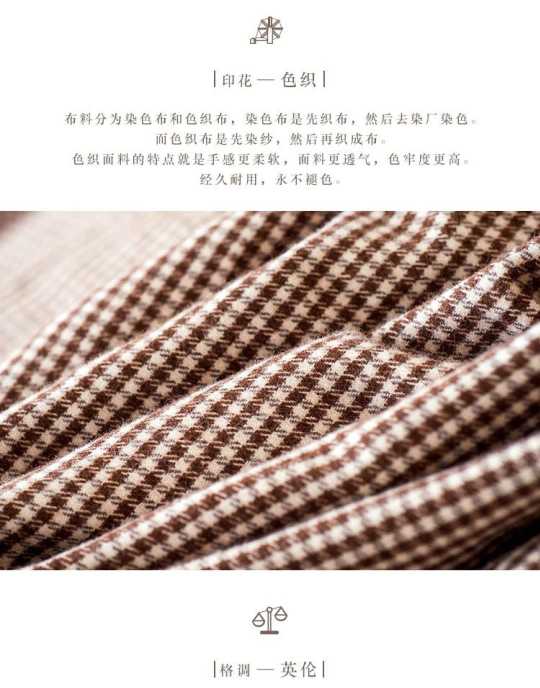 |印花 — 色织|
布料分为染色布和色织布，染色布是先织布，然后去染厂染色。
而色织布是先染纱，然后再织成布。
色织面料的特点就是手感更柔软，面料更透气，色牢度更高。
经久耐用，永不褪色。
|格调 — 英伦|